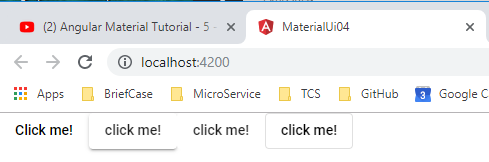 (2) Angular Material Tutorial - 5 -
MaterialUi04
localhost:4200
Apps BriefCase MicroService TCS GitHub 3 Google C
Click me! click me! click me! click me!